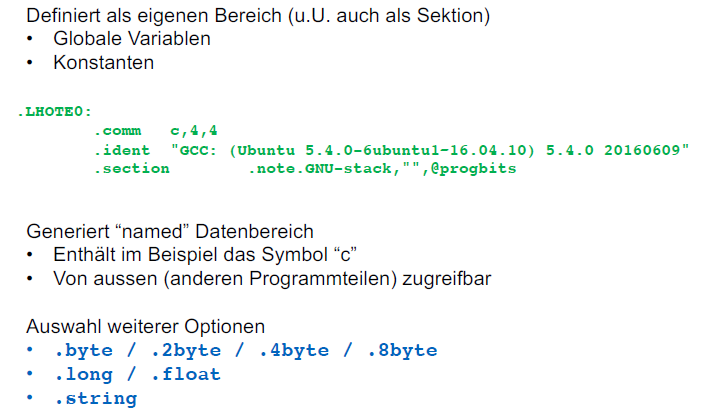 Definiert als eigenen Bereich (u.U. auch als Sektion)
• Globale Variablen
• Konstanten
.LHOTE0:
.comm c,4,4
.ident "GCC: (Ubuntu 5.4.0-6ubuntu1-16.04.10) 5.4.0 20160609"
.section .note.GNU-stack,"",@progbits
Generiert “named” Datenbereich
• Enthält im Beispiel das Symbol “c”
• Von aussen (anderen Programmteilen) zugreifbar
Auswahl weiterer Optionen
• .byte / .2byte / .4byte / .8byte
• .long / .float
• .string